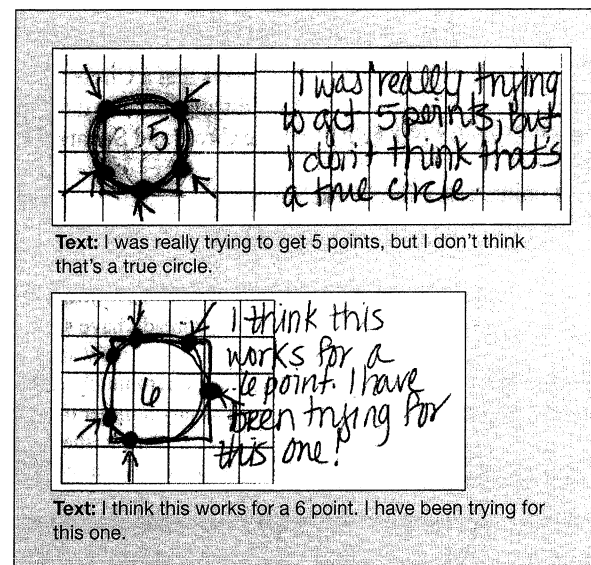 5
I was really trying
to get 5 points, but
I don't think that's
a true circle.
Text: I was really trying to get 5 points, but I don't think
that's a true circle.
6
I think this
works for a
6 point. I have
been trying for
this one!
Text: I think this works for a 6 point. I have been trying for
this one.